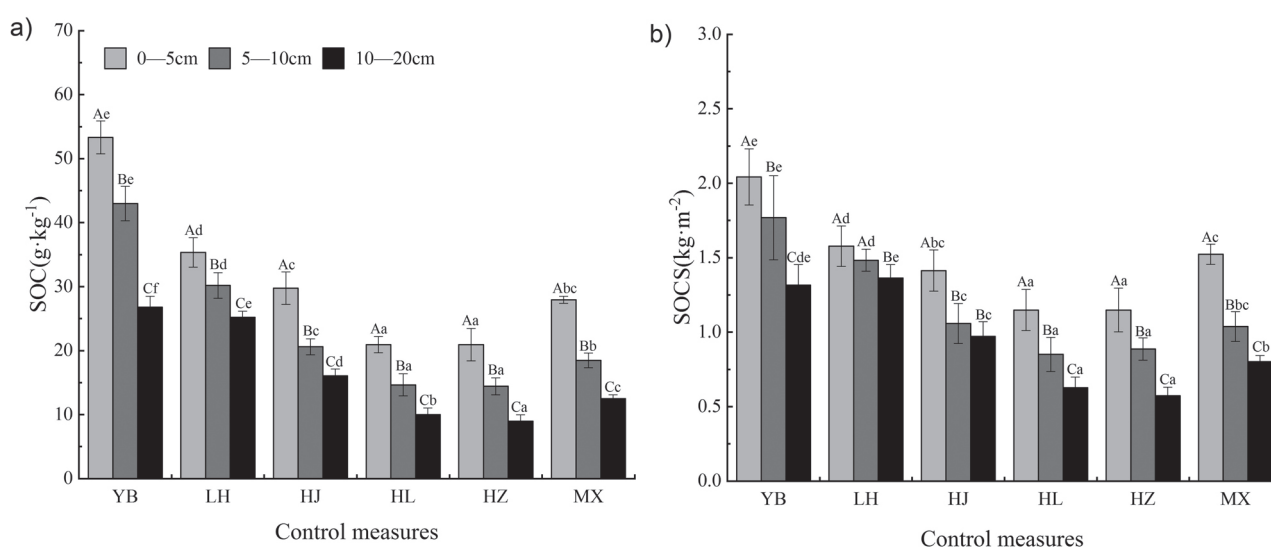 a)
SOC(g·kg⁻¹)
70
60
50
40
30
20
10
0
0—5cm 5—10cm 10—20cm
Ae Be Cf
Ad Bd Ce
Ac Bc Cd
Aa Ba Cb
Aa Ba Ca
Abc Bb Cc
YB LH HJ HL HZ MX
Control measures
b)
SOCS(kg·m⁻²)
3.0
2.5
2.0
1.5
1.0
0.5
0.0
Ae Be Cde
Ad Ad Be
Abc Bc Bc
Aa Ba Ca
Aa Ba Ca
Ac Bbc Cb
YB LH HJ HL HZ MX
Control measures